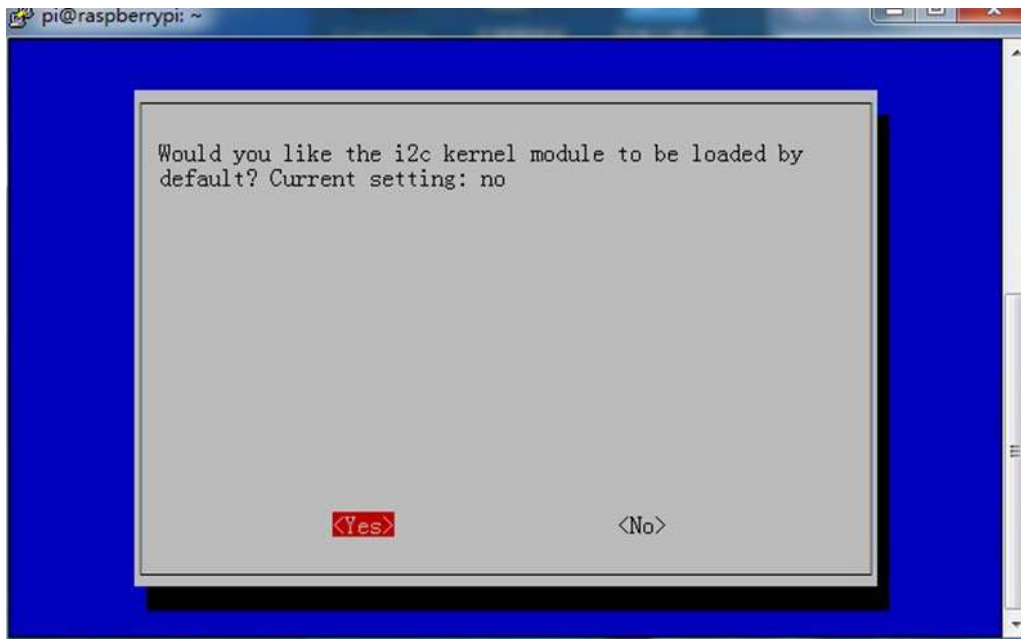 pi@raspberrypi: ~
Would you like the i2c kernel module to be loaded by
default? Current setting: no
<Yes> <No>